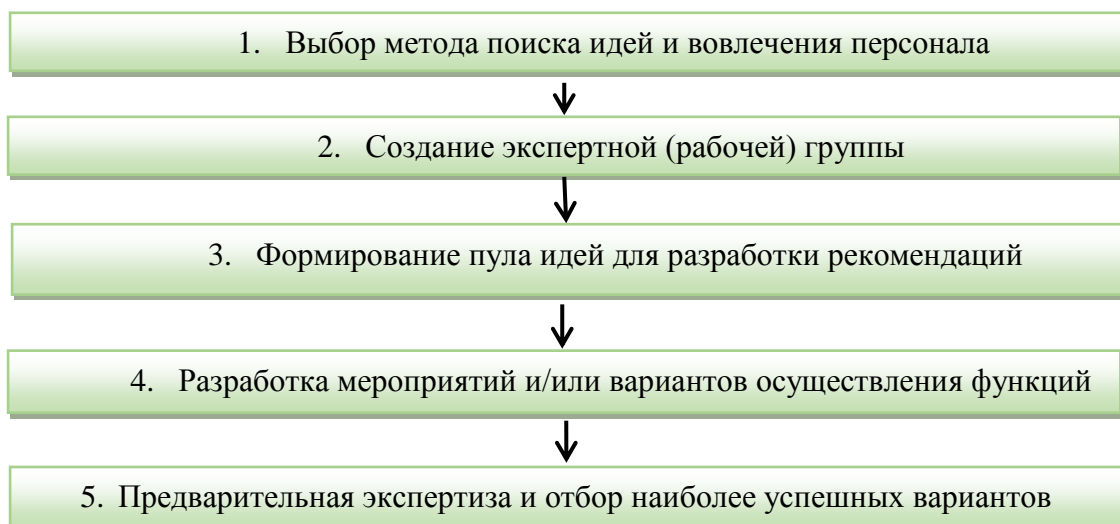 1. Выбор метода поиска идей и вовлечения персонала
2. Создание экспертной (рабочей) группы
3. Формирование пула идей для разработки рекомендаций
4. Разработка мероприятий и/или вариантов осуществления функций
5. Предварительная экспертиза и отбор наиболее успешных вариантов